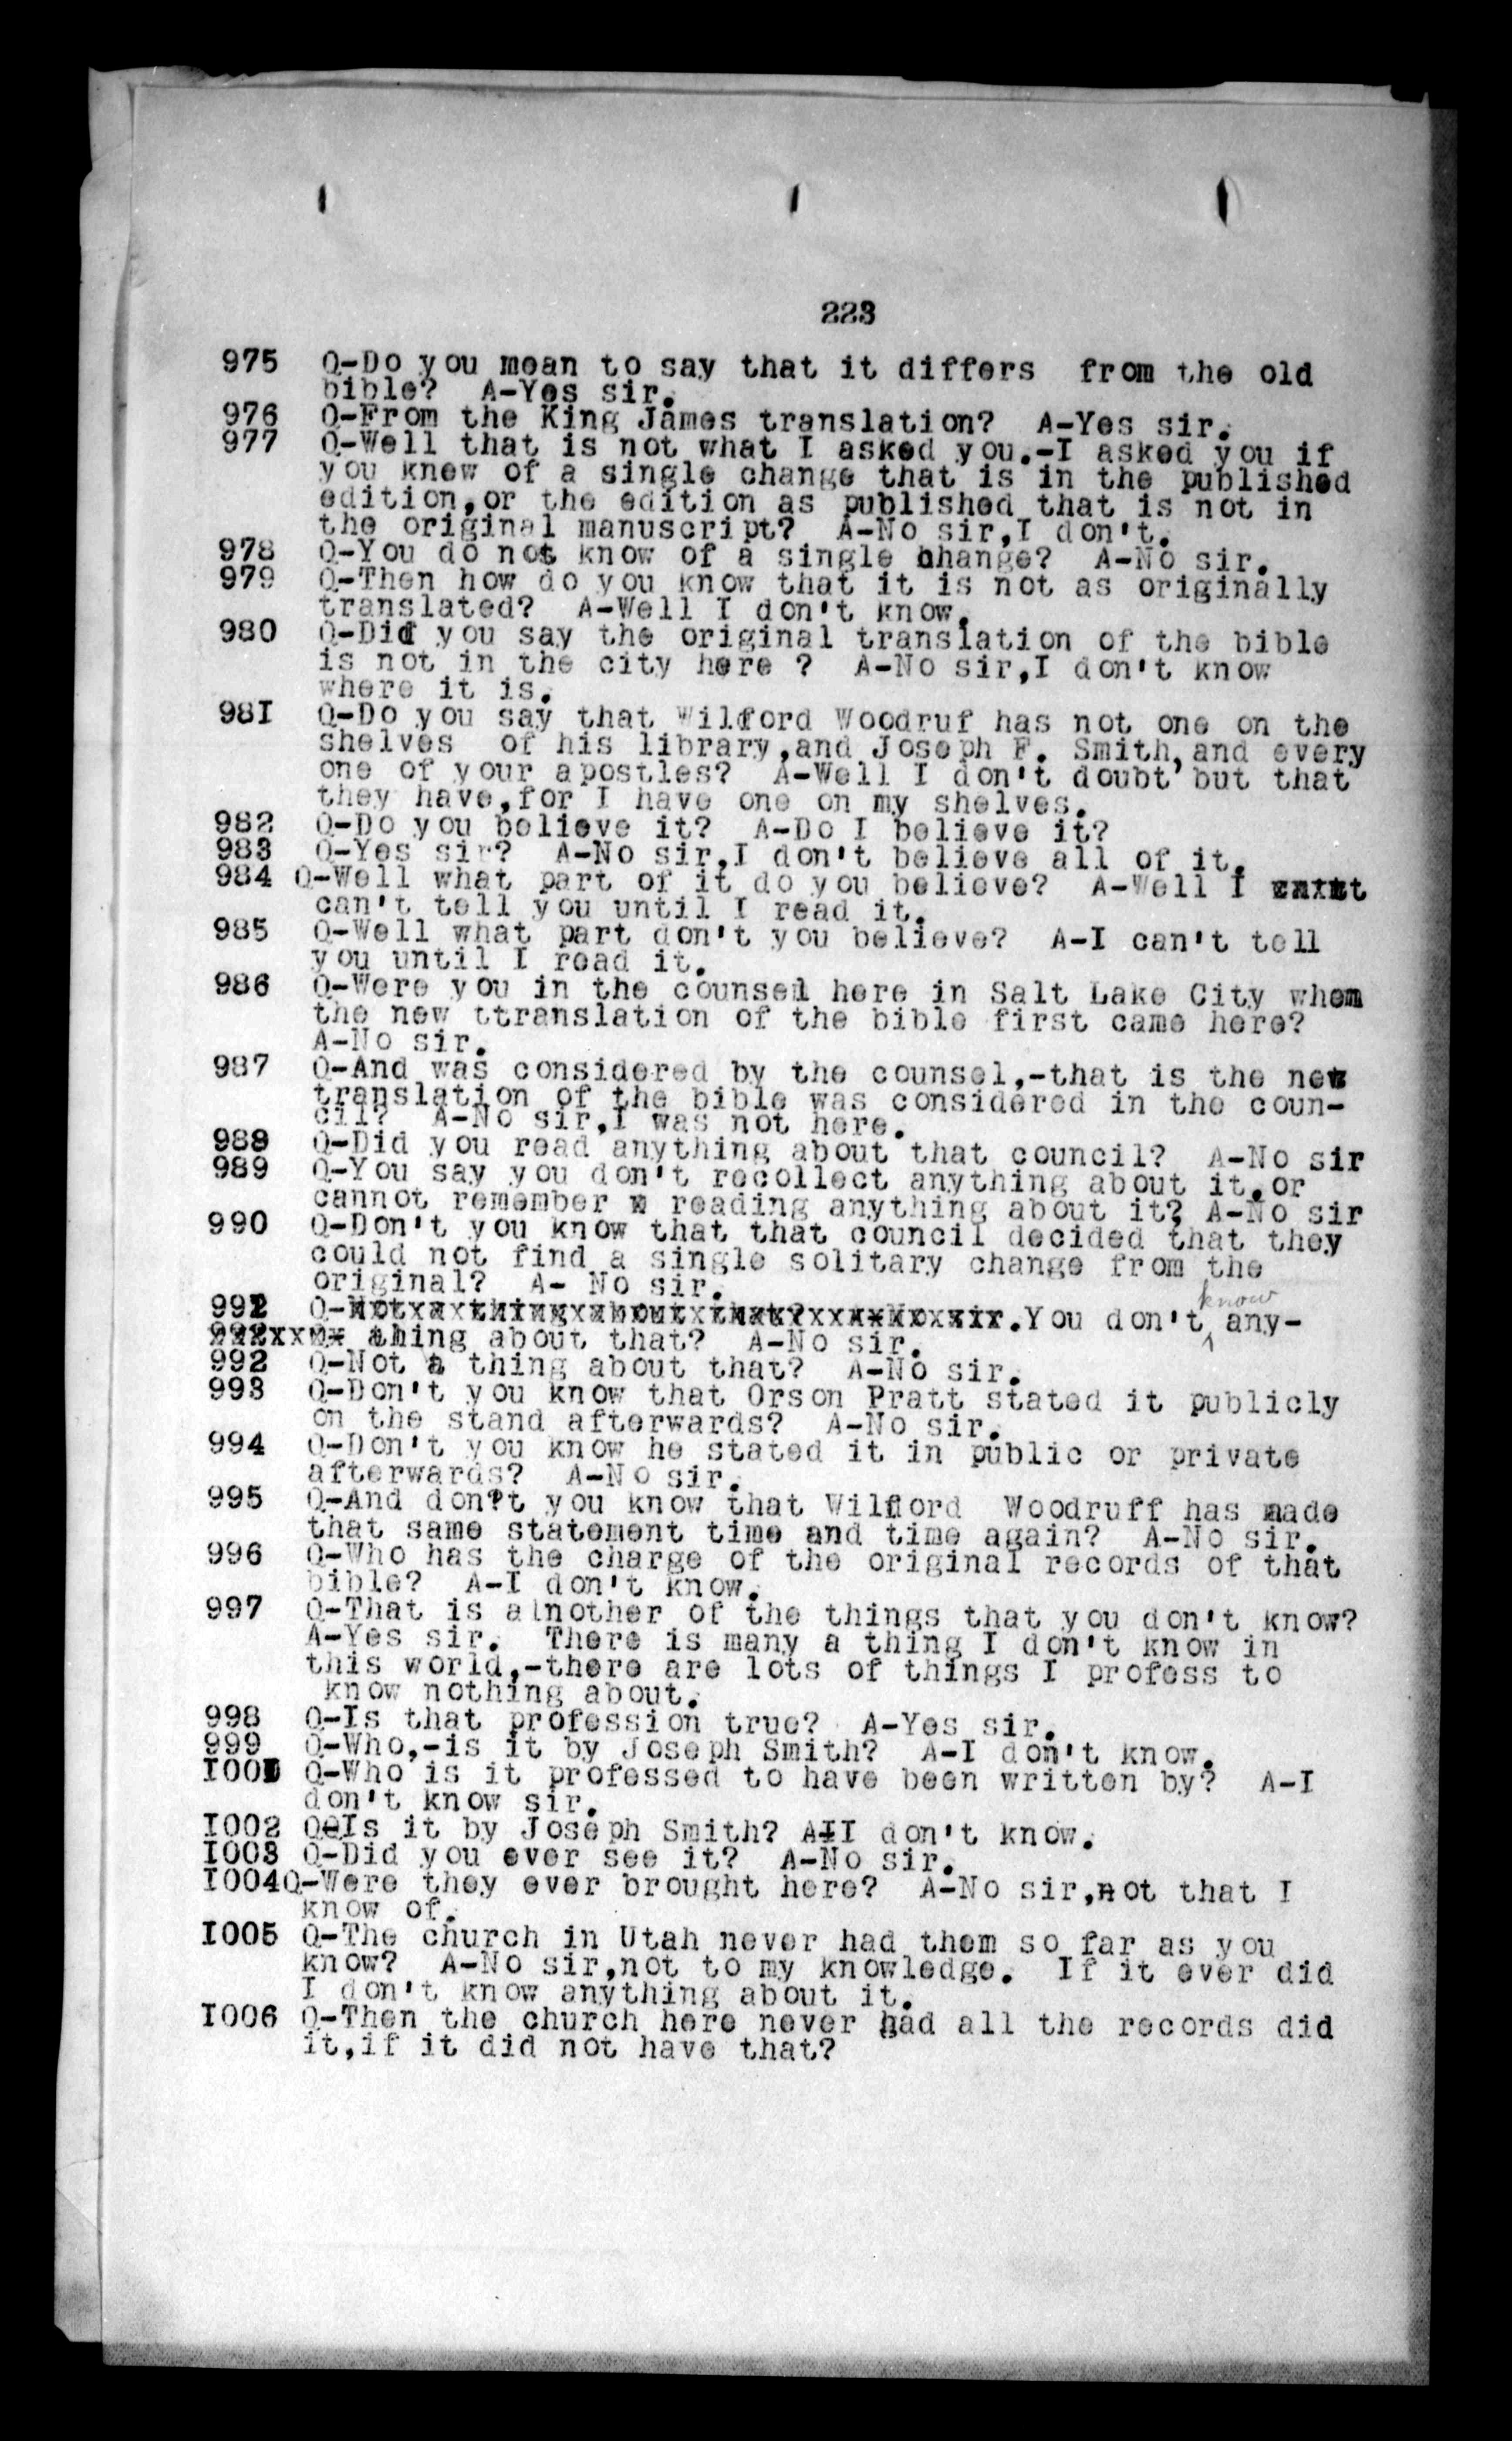 223
975 Q-Do you mean to say that it differs from the old
bible? A-Yes sir.
976 Q-From the King James translation? A-Yes sir.
977 Q-Well that is not what I asked you.-I asked you if
you knew of a single change that is in the published
edition,or the edition as published that is not in
the original manuscript? A-No sir,I don't.
978 Q-You do not know of a single change? A-No sir.
979 Q-Then how do you know that it is not as originally
translated? A-Well I don't know.
980 Q-Did you say the original translation of the bible
is not in the city here ? A-No sir,I don't know
where it is.
98I Q-Do you say that Wilford Woodruf has not one on the
shelves of his library,and Joseph F. Smith,and every
one of your apostles? A-Well I don't doubt but that
they have,for I have one on my shelves.
982 Q-Do you believe it? A-Do I believe it?
983 Q-Yes sir? A-No sir,I don't believe all of it.
984 Q-Well what part of it do you believe? A-Well I
can't tell you until I read it.
985 Q-Well what part don't you believe? A-I can't tell
you until I read it.
986 Q-Were you in the counsel here in Salt Lake City when
the new ttranslation of the bible first came here?
A-No sir.
987 Q-And was considered by the counsel,-that is the new
translation of the bible was considered in the coun-
cil? A-No sir,I was not here.
988 Q-Did you read anything about that council? A-No sir
989 Q-You say you don't recollect anything about it,or
cannot remember reading anything about it? A-No sir
990 Q-Don't you know that that council decided that they
could not find a single solitary change from the
original? A- No sir.
know
99I Q-NotxaxthingxaboutxthatxxxxxNoxsir.You don't any-
thing about that? A-No sir.
992 Q-Not a thing about that? A-No sir.
993 Q-Don't you know that Orson Pratt stated it publicly
on the stand afterwards? A-No sir.
994 Q-Don't you know he stated it in public or private
afterwards? A-No sir.
995 Q-And don't you know that Wilford Woodruff has made
that same statement time and time again? A-No sir.
996 Q-Who has the charge of the original records of that
bible? A-I don't know.
997 Q-That is alnother of the things that you don't know?
A-Yes sir. There is many a thing I don't know in
this world,-there are lots of things I profess to
know nothing about.
998 Q-Is that profession true? A-Yes sir.
999 Q-Who,-is it by Joseph Smith? A-I don't know.
I00I Q-Who is it professed to have been written by? A-I
don't know sir.
I002 QeIs it by Joseph Smith? AII don't know.
I003 Q-Did you ever see it? A-No sir.
I004Q-Were they ever brought here? A-No sir,not that I
know of.
I005 Q-The church in Utah never had them so far as you
know? A-No sir,not to my knowledge. If it ever did
I don't know anything about it.
I006 Q-Then the church here never had all the records did
it,if it did not have that?